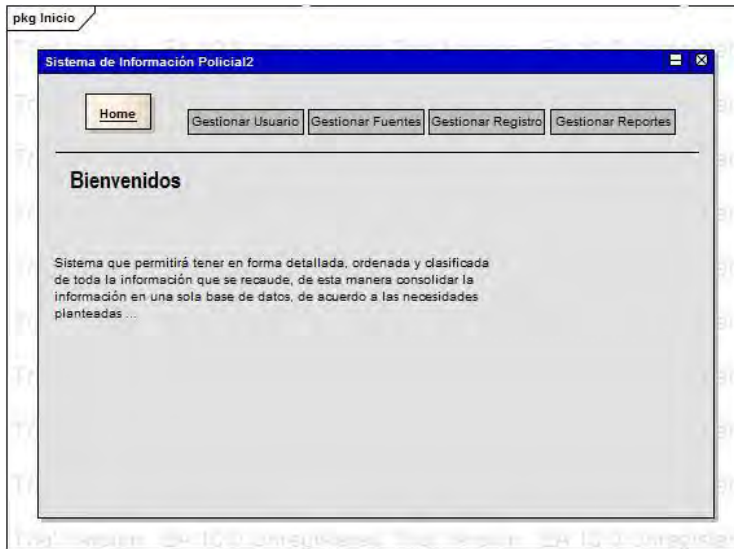 pkg Inicio
Sistema de Información Policial2
Home
Gestionar Usuario
Gestionar Fuentes
Gestionar Registro
Gestionar Reportes
Bienvenidos
Sistema que permitirá tener en forma detallada, ordenada y clasificada
de toda la información que se recaude, de esta manera consolidar la
información en una sola base de datos, de acuerdo a las necesidades
planteadas ...